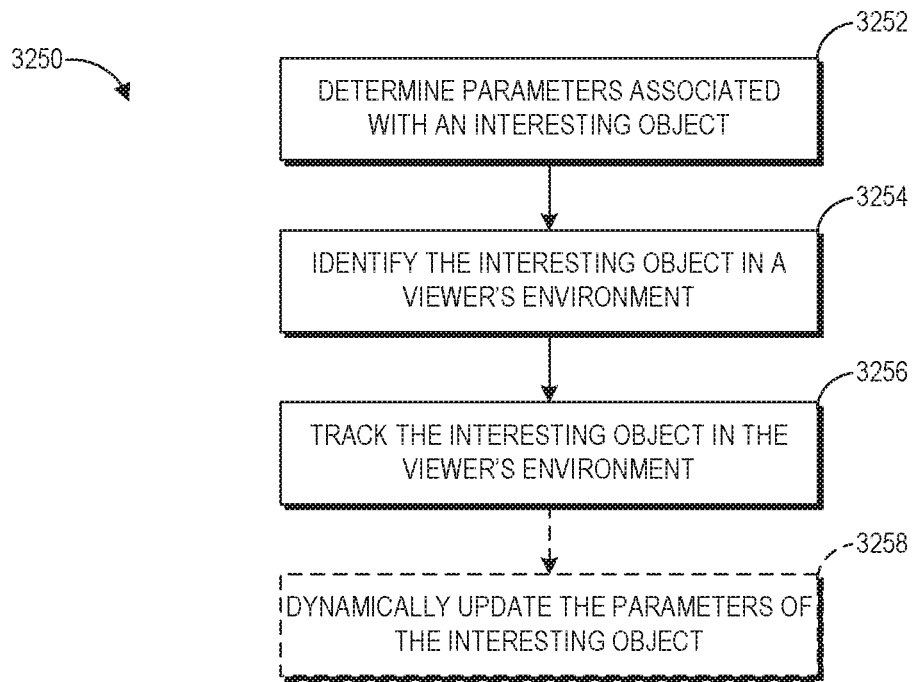 3250
3252
DETERMINE PARAMETERS ASSOCIATED
WITH AN INTERESTING OBJECT
3254
IDENTIFY THE INTERESTING OBJECT IN A
VIEWER'S ENVIRONMENT
3256
TRACK THE INTERESTING OBJECT IN THE
VIEWER'S ENVIRONMENT
3258
DYNAMICALLY UPDATE THE PARAMETERS OF
THE INTERESTING OBJECT